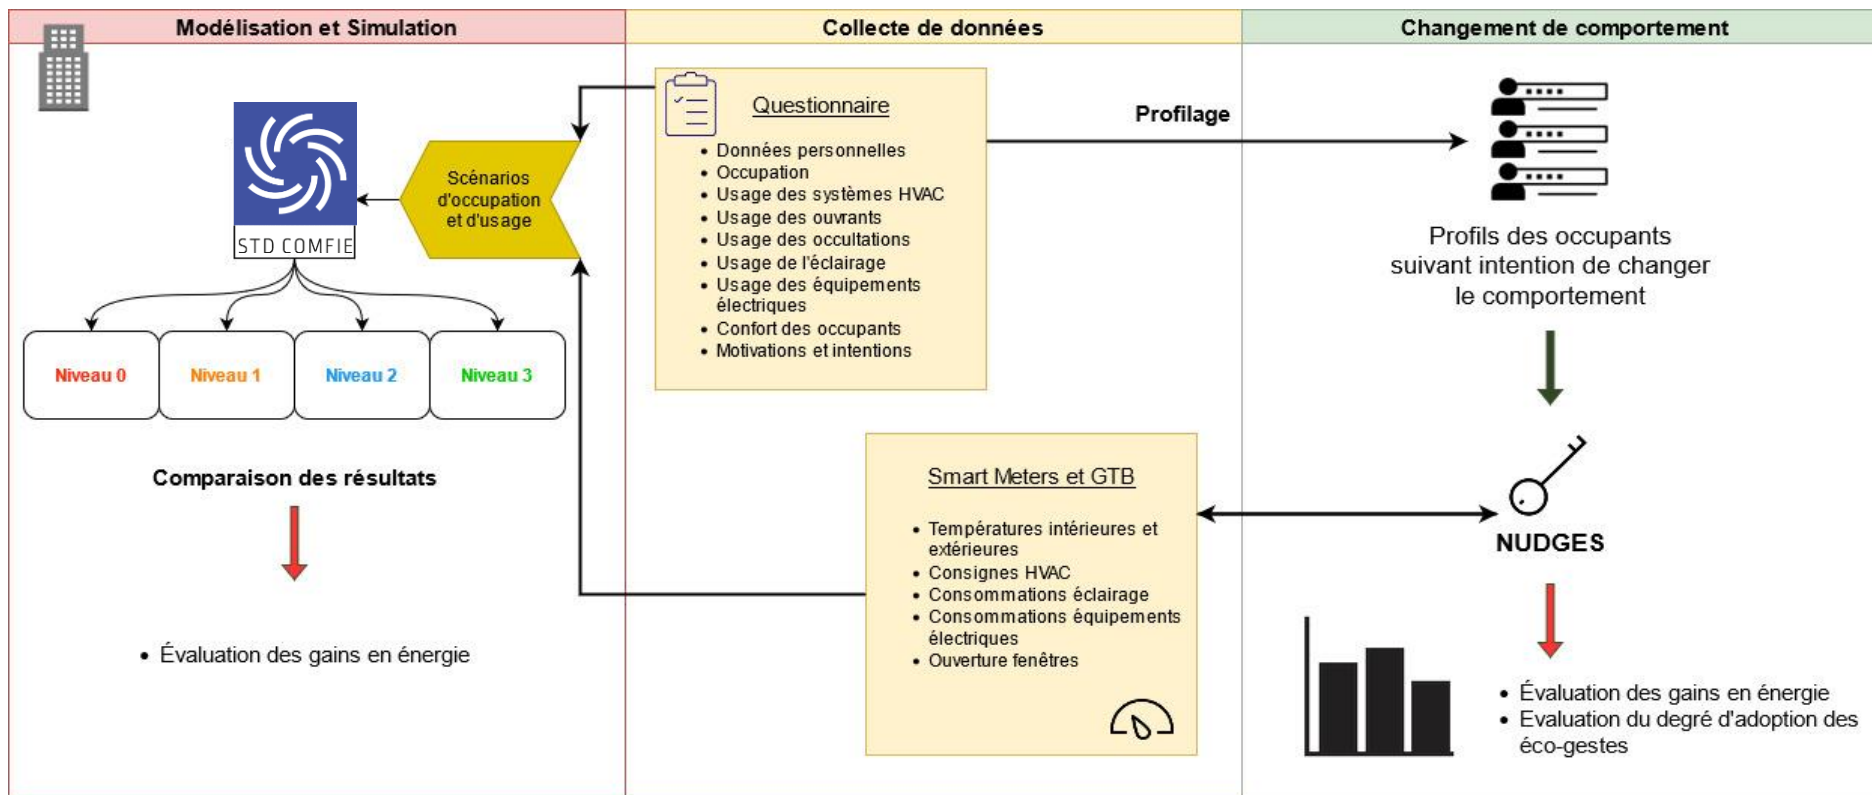 Modélisation et Simulation
Collecte de données
Changement de comportement
STD COMFIE
Scénarios
d'occupation
et d'usage
Niveau 0
Niveau 1
Niveau 2
Niveau 3
Comparaison des résultats
• Évaluation des gains en énergie
Questionnaire
• Données personnelles
• Occupation
• Usage des systèmes HVAC
• Usage des ouvrants
• Usage des occultations
• Usage de l'éclairage
• Usage des équipements
électriques
• Confort des occupants
• Motivations et intentions
Smart Meters et GTB
• Températures intérieures et
extérieures
• Consignes HVAC
• Consommations éclairage
• Consommations équipements
électriques
• Ouverture fenêtres
Profilage
Profils des occupants
suivant intention de changer
le comportement
NUDGES
• Évaluation des gains en énergie
• Evaluation du degré d'adoption des
éco-gestes